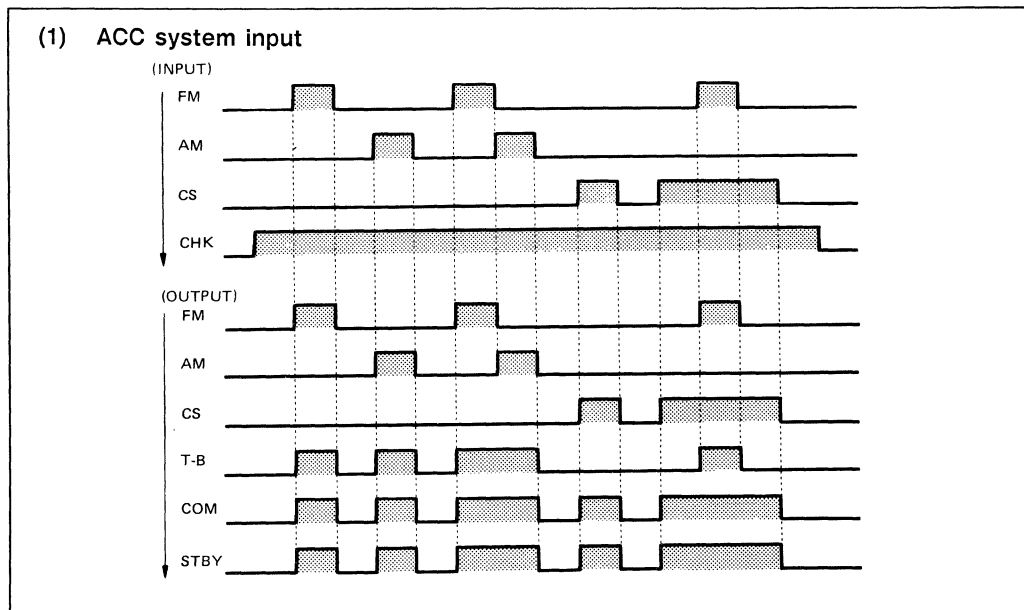 (1) ACC system input
(INPUT)
FM
AM
CS
CHK
(OUTPUT)
FM
AM
CS
T-B
COM
STBY